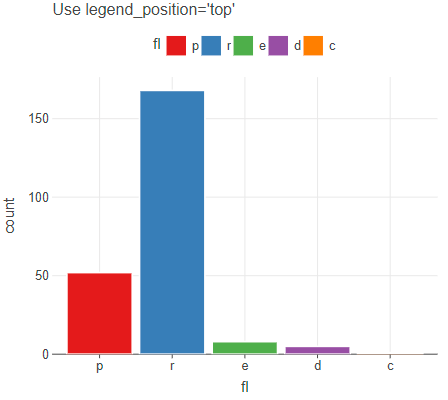 Use legend_position='top'
fl p r e d c
150
100
50
0
count
p r e d c
fl